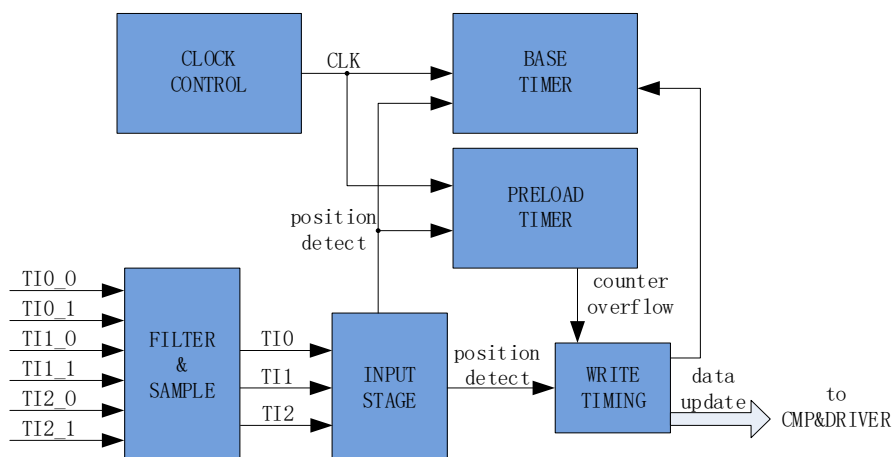 CLOCK
CONTROL
CLK
BASE
TIMER
PRELOAD
TIMER
position
detect
counter
overflow
TI0_0
TI0_1
TI1_0
TI1_1
TI2_0
TI2_1
FILTER
&
SAMPLE
TI0
TI1
TI2
INPUT
STAGE
position
detect
WRITE
TIMING
data
update
to
CMP&DRIVER